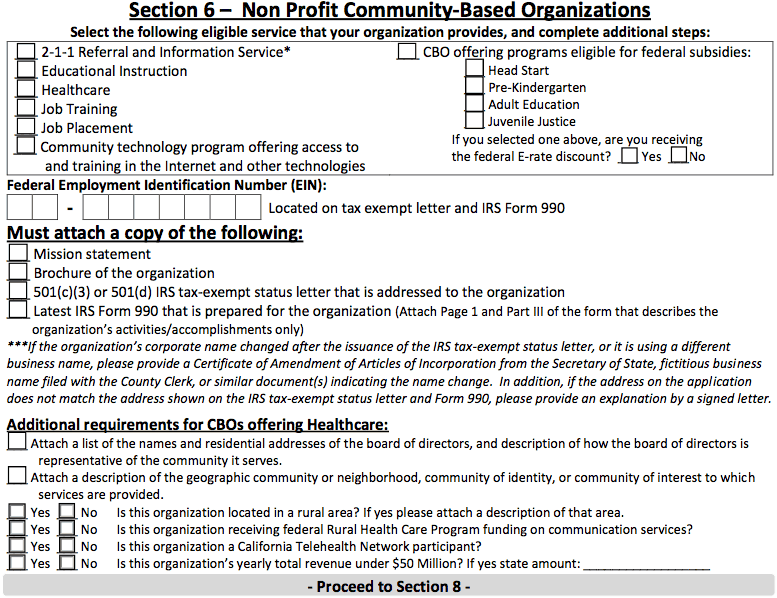 Section 6 – Non Profit Community-Based Organizations
Select the following eligible service that your organization provides, and complete additional steps:
2-1-1 Referral and Information Service*
Educational Instruction
Healthcare
Job Training
Job Placement
Community technology program offering access to
and training in the Internet and other technologies
CBO offering programs eligible for federal subsidies:
Head Start
Pre-Kindergarten
Adult Education
Juvenile Justice
If you selected one above, are you receiving
the federal E-rate discount? Yes No
Federal Employment Identification Number (EIN):
- Located on tax exempt letter and IRS Form 990
Must attach a copy of the following:
Mission statement
Brochure of the organization
501(c)(3) or 501(d) IRS tax-exempt status letter that is addressed to the organization
Latest IRS Form 990 that is prepared for the organization (Attach Page 1 and Part III of the form that describes the
organization's activities/accomplishments only)
***If the organization's corporate name changed after the issuance of the IRS tax-exempt status letter, or it is using a different
business name, please provide a Certificate of Amendment of Articles of Incorporation from the Secretary of State, fictitious business
name filed with the County Clerk, or similar document(s) indicating the name change. In addition, if the address on the application
does not match the address shown on the IRS tax-exempt status letter and Form 990, please provide an explanation by a signed letter.
Additional requirements for CBOs offering Healthcare:
Attach a list of the names and residential addresses of the board of directors, and description of how the board of directors is
representative of the community it serves.
Attach a description of the geographic community or neighborhood, community of identity, or community of interest to which
services are provided.
Yes No Is this organization located in a rural area? If yes please attach a description of that area.
Yes No Is this organization receiving federal Rural Health Care Program funding on communication services?
Yes No Is this organization a California Telehealth Network participant?
Yes No Is this organization's yearly total revenue under $50 Million? If yes state amount: __________________
- Proceed to Section 8 -